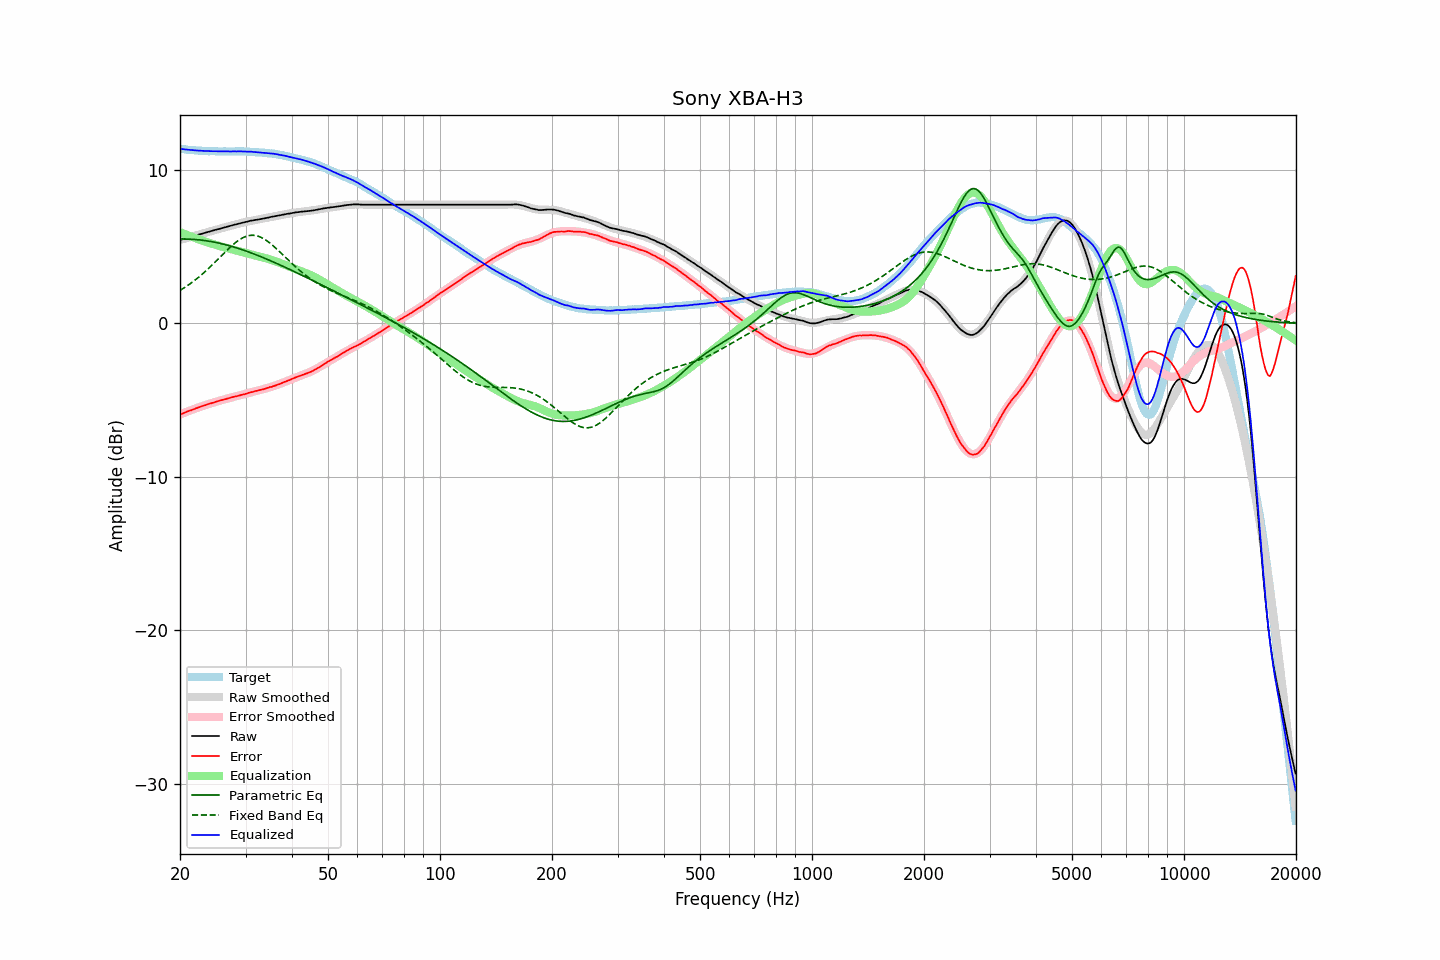 Sony XBA-H3
Amplitude (dBr)
10
0
−10
−20
−30
Target
Raw Smoothed
Error Smoothed
Raw
Error
Equalization
Parametric Eq
Fixed Band Eq
Equalized
20 50 100 200 500 1000 2000 5000 10000 20000
Frequency (Hz)